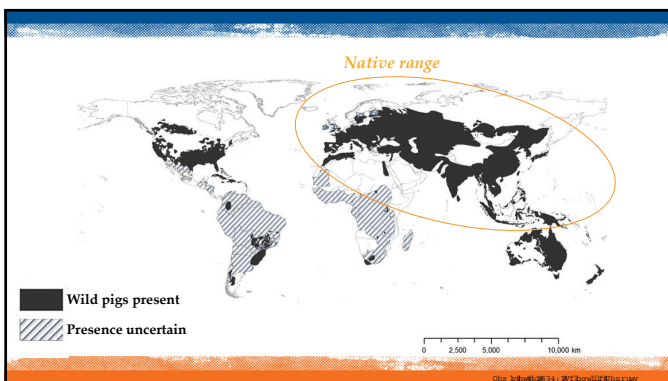 Native range
Wild pigs present
Presence uncertain
0 2,500 5,000 10,000 km